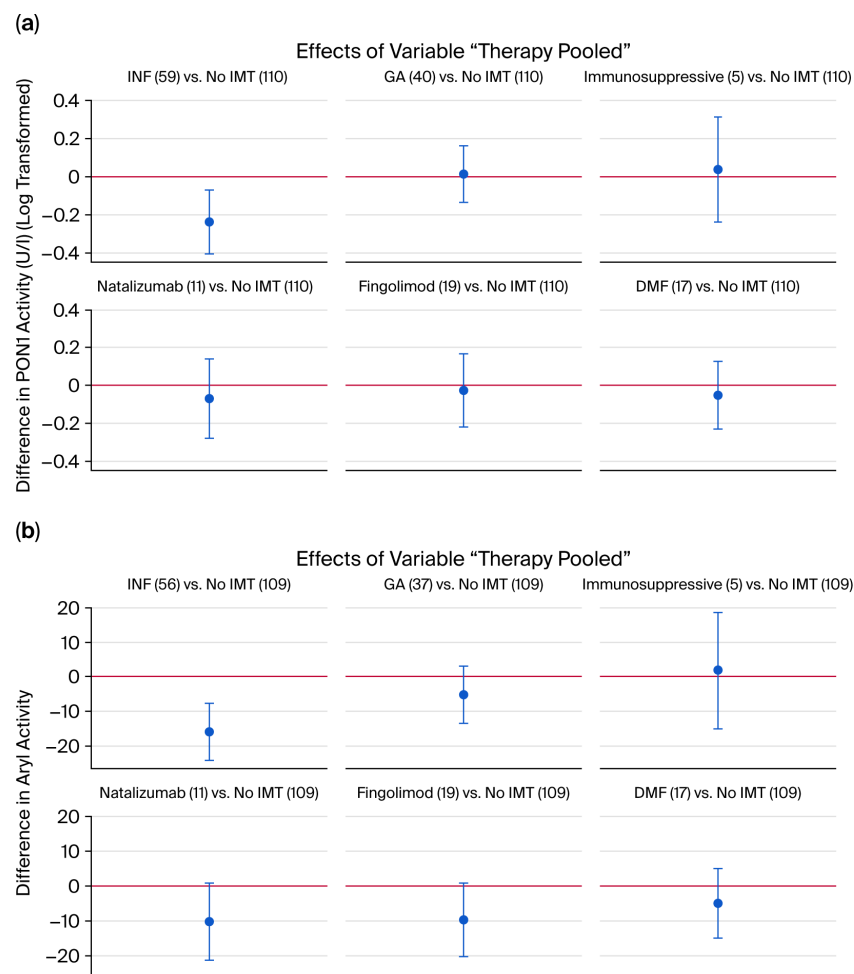 (a)
Effects of Variable “Therapy Pooled”
Difference in PON1 Activity (U/I) (Log Transformed)
INF (59) vs. No IMT (110)
GA (40) vs. No IMT (110)
Immunosuppressive (5) vs. No IMT (110)
0.4
0.2
0
−0.2
−0.4
Natalizumab (11) vs. No IMT (110)
Fingolimod (19) vs. No IMT (110)
DMF (17) vs. No IMT (110)
0.4
0.2
0
−0.2
−0.4
(b)
Effects of Variable “Therapy Pooled”
Difference in Aryl Activity
INF (56) vs. No IMT (109)
GA (37) vs. No IMT (109)
Immunosuppressive (5) vs. No IMT (109)
20
10
0
−10
−20
Natalizumab (11) vs. No IMT (109)
Fingolimod (19) vs. No IMT (109)
DMF (17) vs. No IMT (109)
20
10
0
−10
−20